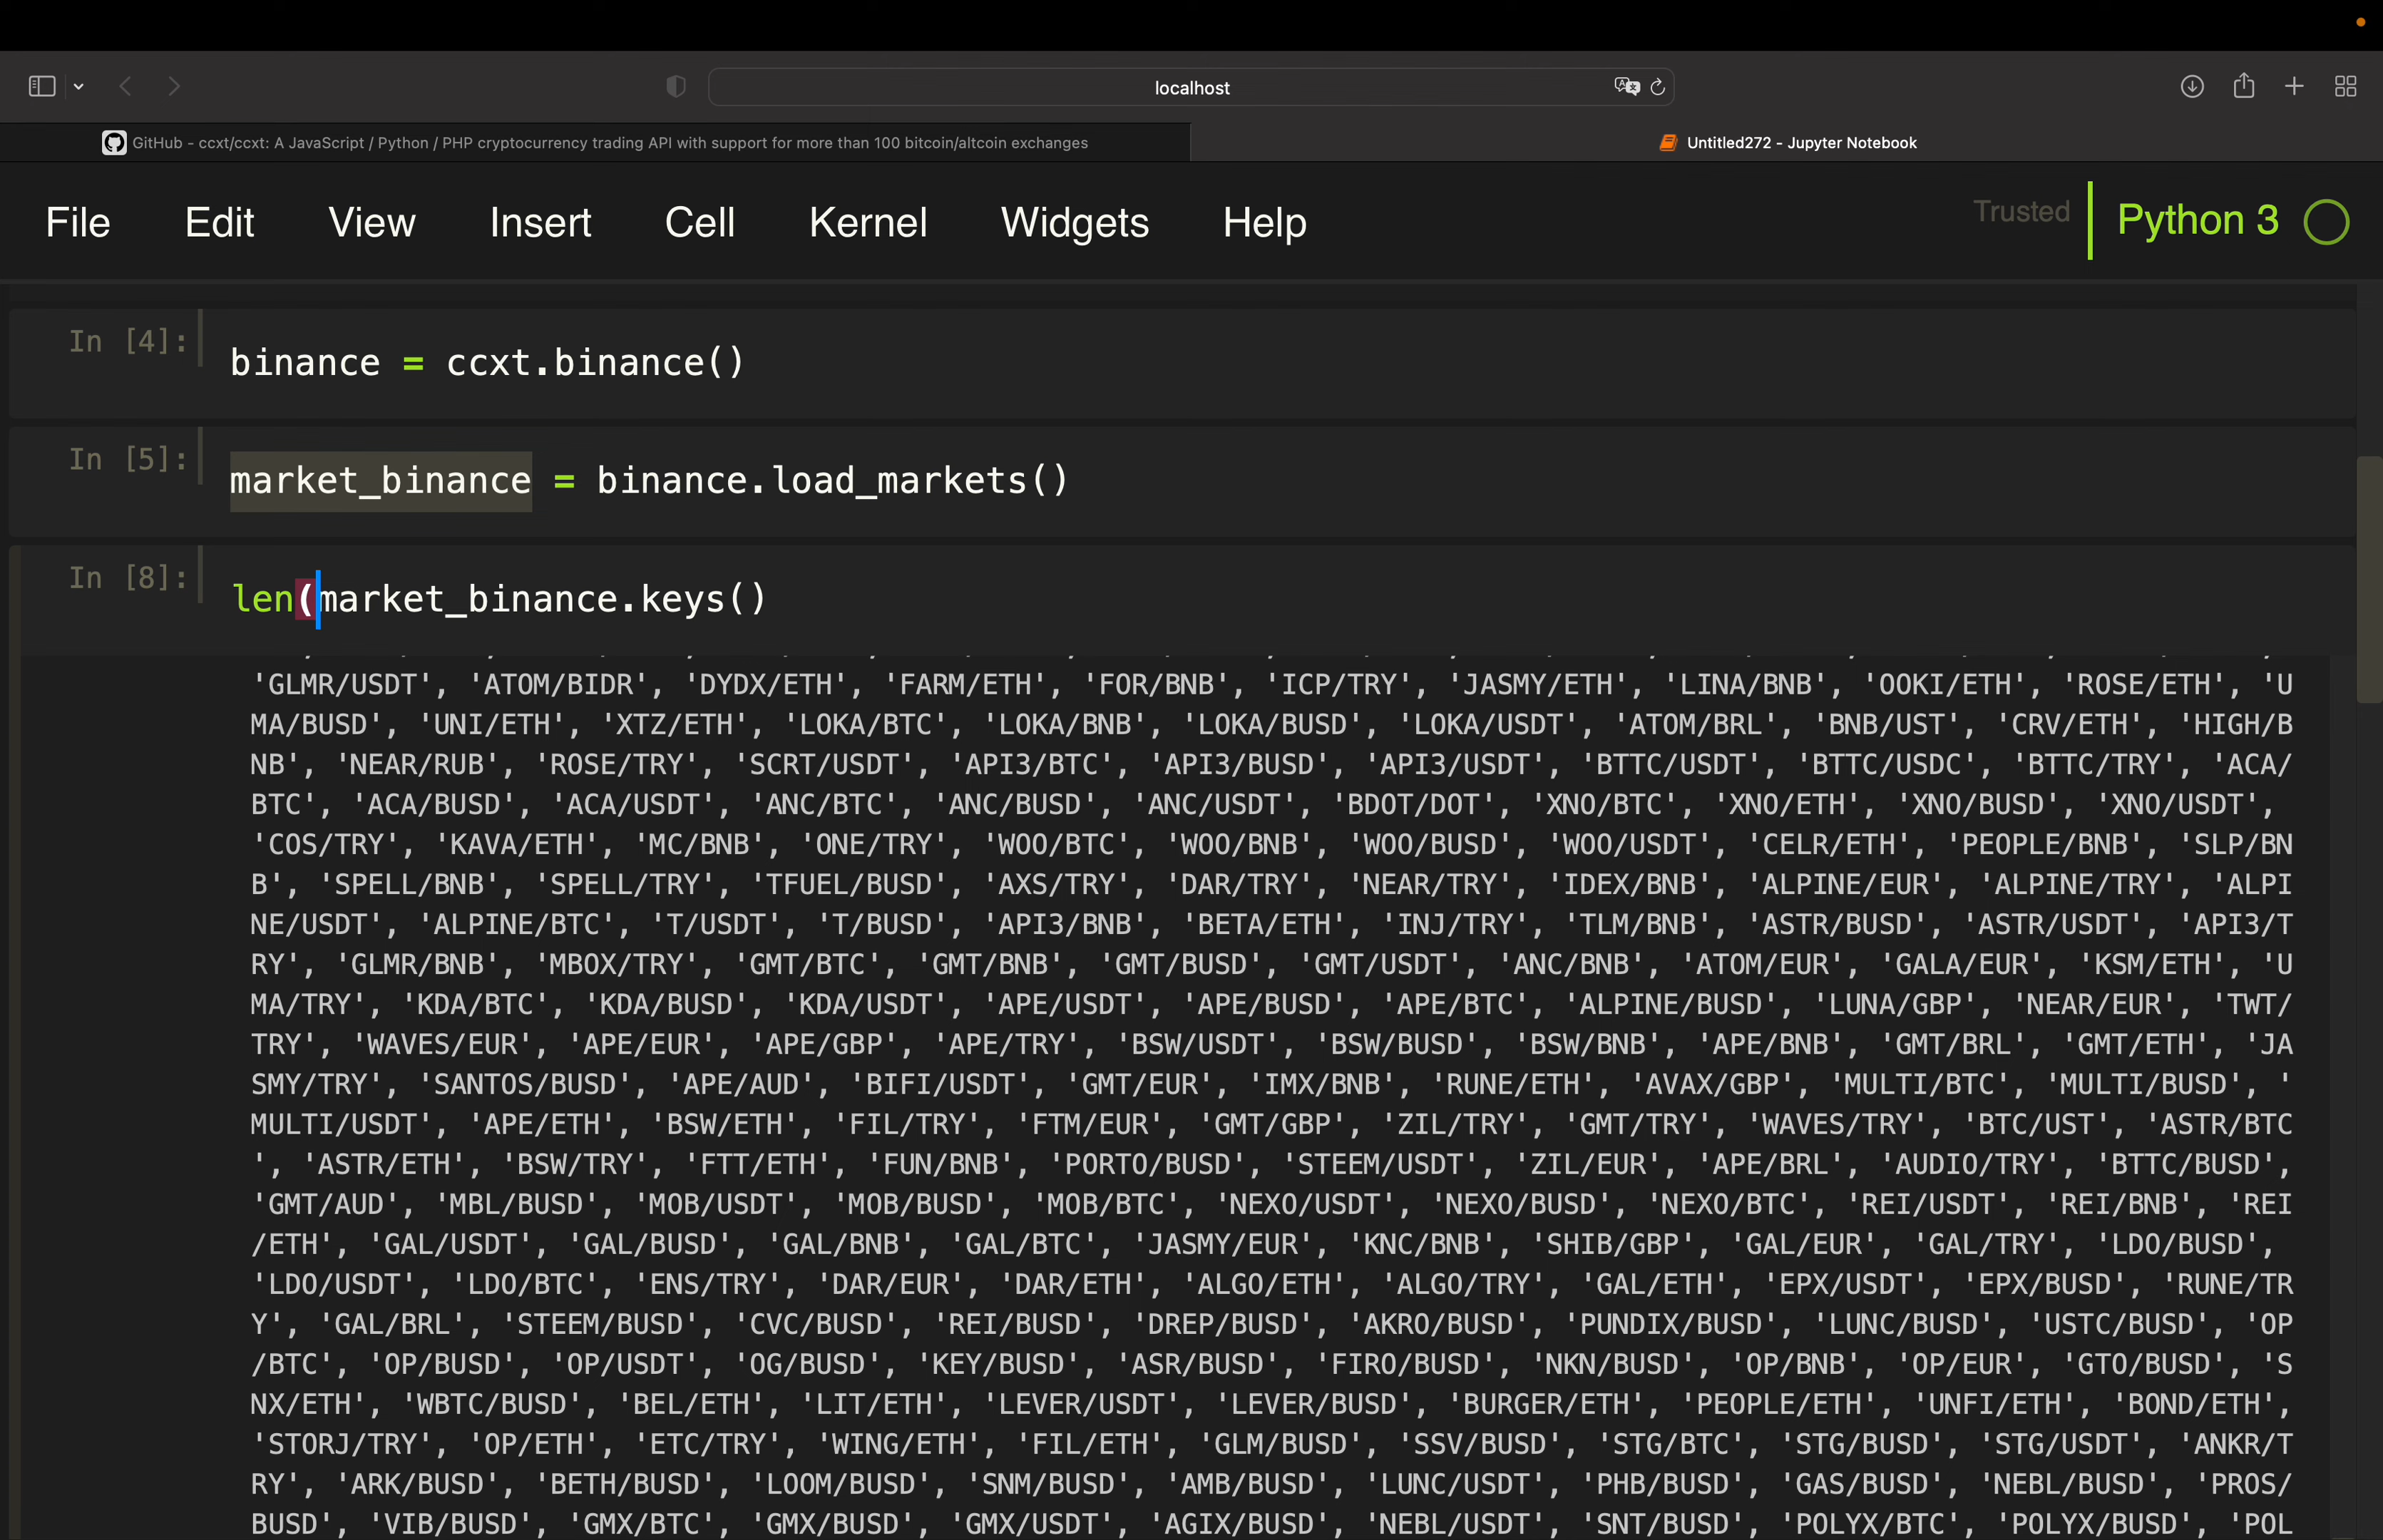 localhost
GitHub - ccxt/ccxt: A JavaScript / Python / PHP cryptocurrency trading API with support for more than 100 bitcoin/altcoin exchanges
Untitled272 - Jupyter Notebook
File Edit View Insert Cell Kernel Widgets Help Trusted Python 3
In [4]: binance = ccxt.binance()
In [5]: market_binance = binance.load_markets()
In [8]: len(market_binance.keys()
'GLMR/USDT', 'ATOM/BIDR', 'DYDX/ETH', 'FARM/ETH', 'FOR/BNB', 'ICP/TRY', 'JASMY/ETH', 'LINA/BNB', 'OOKI/ETH', 'ROSE/ETH', 'U
MA/BUSD', 'UNI/ETH', 'XTZ/ETH', 'LOKA/BTC', 'LOKA/BNB', 'LOKA/BUSD', 'LOKA/USDT', 'ATOM/BRL', 'BNB/UST', 'CRV/ETH', 'HIGH/B
NB', 'NEAR/RUB', 'ROSE/TRY', 'SCRT/USDT', 'API3/BTC', 'API3/BUSD', 'API3/USDT', 'BTTC/USDT', 'BTTC/USDC', 'BTTC/TRY', 'ACA/
BTC', 'ACA/BUSD', 'ACA/USDT', 'ANC/BTC', 'ANC/BUSD', 'ANC/USDT', 'BDOT/DOT', 'XNO/BTC', 'XNO/ETH', 'XNO/BUSD', 'XNO/USDT',
'COS/TRY', 'KAVA/ETH', 'MC/BNB', 'ONE/TRY', 'WOO/BTC', 'WOO/BNB', 'WOO/BUSD', 'WOO/USDT', 'CELR/ETH', 'PEOPLE/BNB', 'SLP/BN
B', 'SPELL/BNB', 'SPELL/TRY', 'TFUEL/BUSD', 'AXS/TRY', 'DAR/TRY', 'NEAR/TRY', 'IDEX/BNB', 'ALPINE/EUR', 'ALPINE/TRY', 'ALPI
NE/USDT', 'ALPINE/BTC', 'T/USDT', 'T/BUSD', 'API3/BNB', 'BETA/ETH', 'INJ/TRY', 'TLM/BNB', 'ASTR/BUSD', 'ASTR/USDT', 'API3/T
RY', 'GLMR/BNB', 'MBOX/TRY', 'GMT/BTC', 'GMT/BNB', 'GMT/BUSD', 'GMT/USDT', 'ANC/BNB', 'ATOM/EUR', 'GALA/EUR', 'KSM/ETH', 'U
MA/TRY', 'KDA/BTC', 'KDA/BUSD', 'KDA/USDT', 'APE/USDT', 'APE/BUSD', 'APE/BTC', 'ALPINE/BUSD', 'LUNA/GBP', 'NEAR/EUR', 'TWT/
TRY', 'WAVES/EUR', 'APE/EUR', 'APE/GBP', 'APE/TRY', 'BSW/USDT', 'BSW/BUSD', 'BSW/BNB', 'APE/BNB', 'GMT/BRL', 'GMT/ETH', 'JA
SMY/TRY', 'SANTOS/BUSD', 'APE/AUD', 'BIFI/USDT', 'GMT/EUR', 'IMX/BNB', 'RUNE/ETH', 'AVAX/GBP', 'MULTI/BTC', 'MULTI/BUSD', '
MULTI/USDT', 'APE/ETH', 'BSW/ETH', 'FIL/TRY', 'FTM/EUR', 'GMT/GBP', 'ZIL/TRY', 'GMT/TRY', 'WAVES/TRY', 'BTC/UST', 'ASTR/BTC
', 'ASTR/ETH', 'BSW/TRY', 'FTT/ETH', 'FUN/BNB', 'PORTO/BUSD', 'STEEM/USDT', 'ZIL/EUR', 'APE/BRL', 'AUDIO/TRY', 'BTTC/BUSD',
'GMT/AUD', 'MBL/BUSD', 'MOB/USDT', 'MOB/BUSD', 'MOB/BTC', 'NEXO/USDT', 'NEXO/BUSD', 'NEXO/BTC', 'REI/USDT', 'REI/BNB', 'REI
/ETH', 'GAL/USDT', 'GAL/BUSD', 'GAL/BNB', 'GAL/BTC', 'JASMY/EUR', 'KNC/BNB', 'SHIB/GBP', 'GAL/EUR', 'GAL/TRY', 'LDO/BUSD',
'LDO/USDT', 'LDO/BTC', 'ENS/TRY', 'DAR/EUR', 'DAR/ETH', 'ALGO/ETH', 'ALGO/TRY', 'GAL/ETH', 'EPX/USDT', 'EPX/BUSD', 'RUNE/TR
Y', 'GAL/BRL', 'STEEM/BUSD', 'CVC/BUSD', 'REI/BUSD', 'DREP/BUSD', 'AKRO/BUSD', 'PUNDIX/BUSD', 'LUNC/BUSD', 'USTC/BUSD', 'OP
/BTC', 'OP/BUSD', 'OP/USDT', 'OG/BUSD', 'KEY/BUSD', 'ASR/BUSD', 'FIRO/BUSD', 'NKN/BUSD', 'OP/BNB', 'OP/EUR', 'GTO/BUSD', 'S
NX/ETH', 'WBTC/BUSD', 'BEL/ETH', 'LIT/ETH', 'LEVER/USDT', 'LEVER/BUSD', 'BURGER/ETH', 'PEOPLE/ETH', 'UNFI/ETH', 'BOND/ETH',
'STORJ/TRY', 'OP/ETH', 'ETC/TRY', 'WING/ETH', 'FIL/ETH', 'GLM/BUSD', 'SSV/BUSD', 'STG/BTC', 'STG/BUSD', 'STG/USDT', 'ANKR/T
RY', 'ARK/BUSD', 'BETH/BUSD', 'LOOM/BUSD', 'SNM/BUSD', 'AMB/BUSD', 'LUNC/USDT', 'PHB/BUSD', 'GAS/BUSD', 'NEBL/BUSD', 'PROS/
BUSD', 'VIB/BUSD', 'GMX/BTC', 'GMX/BUSD', 'GMX/USDT', 'AGIX/BUSD', 'NEBL/USDT', 'SNT/BUSD', 'POLYX/BTC', 'POLYX/BUSD', 'POL